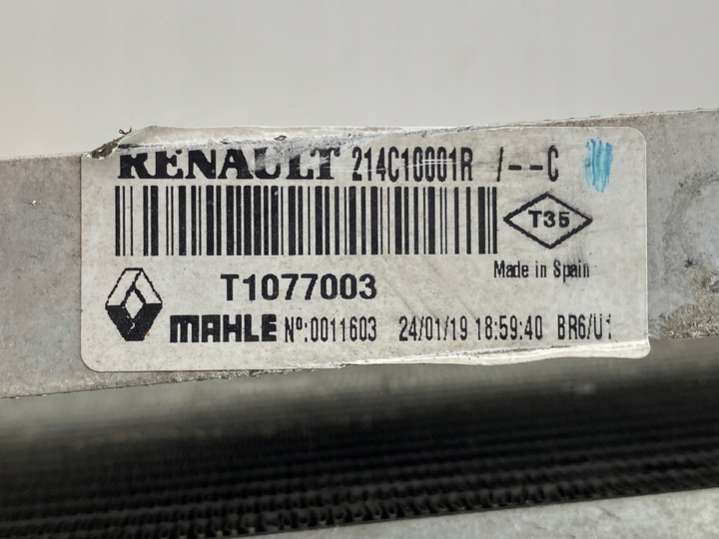 RENAULT 214C10001R /--C
T35
Made in Spain
T1077003
MAHLE Nº:0011603 24/01/19 18:59:40 BR6/U1